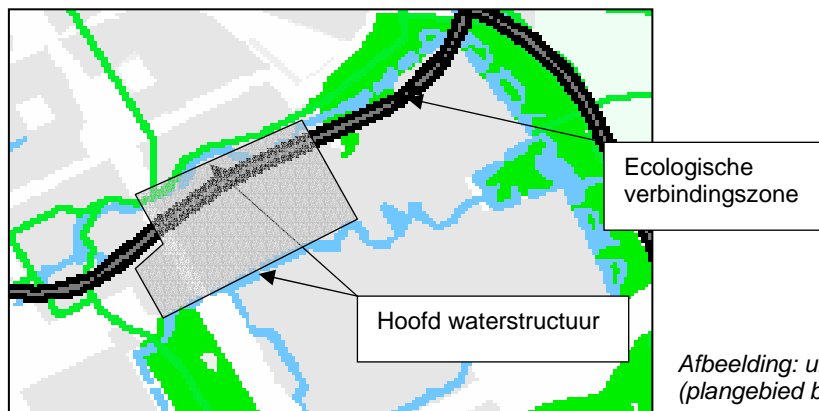 Ecologische
verbindingszone
Hoofd waterstructuur
Afbeelding: u
(plangebied b